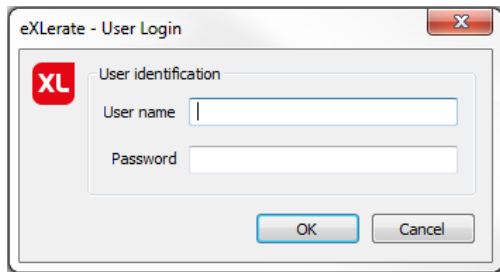 eXLerate - User Login
XL
User identification
User name
Password
OK
Cancel